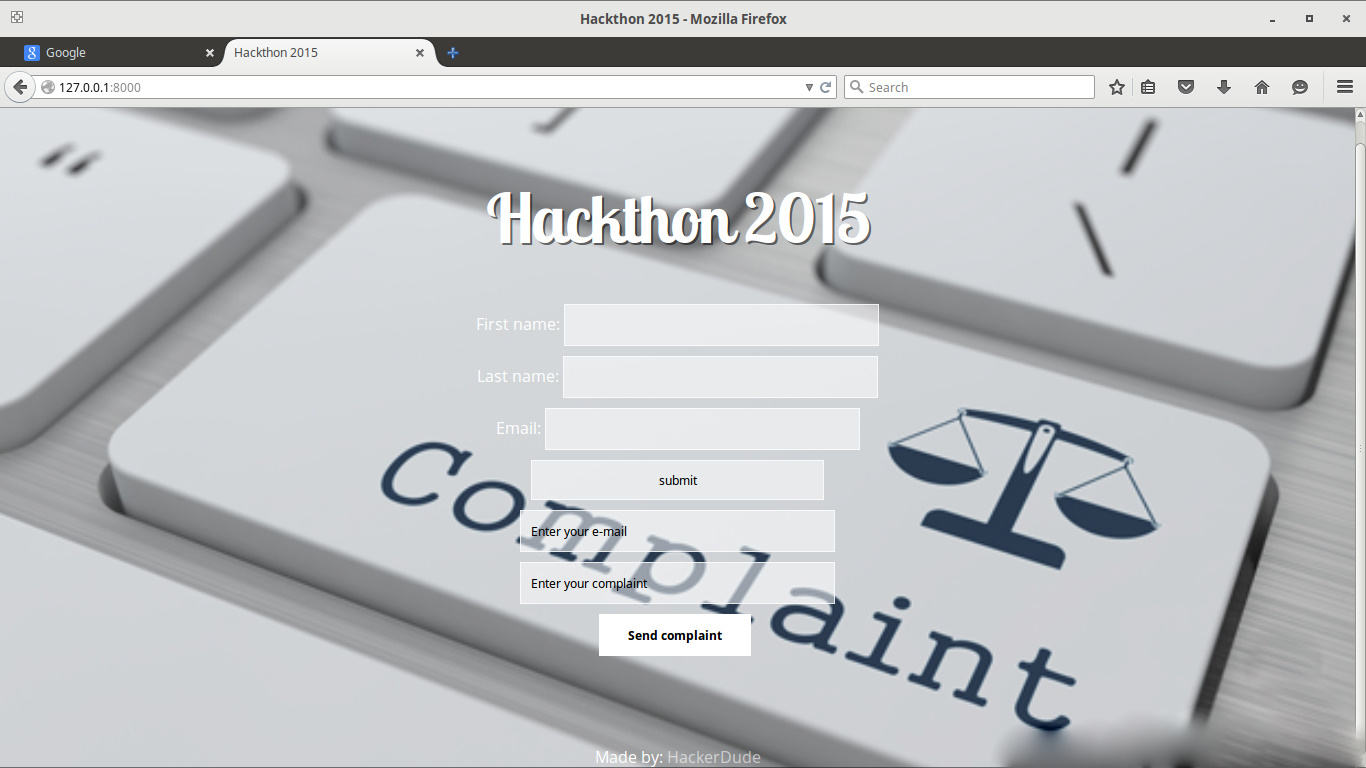 Hackthon 2015 - Mozilla Firefox
Google
Hackthon 2015
127.0.0.1:8000
Search
Hackthon 2015
First name:
Last name:
Email:
submit
Enter your e-mail
Enter your complaint
Send complaint
Complaint
Made by: HackerDude